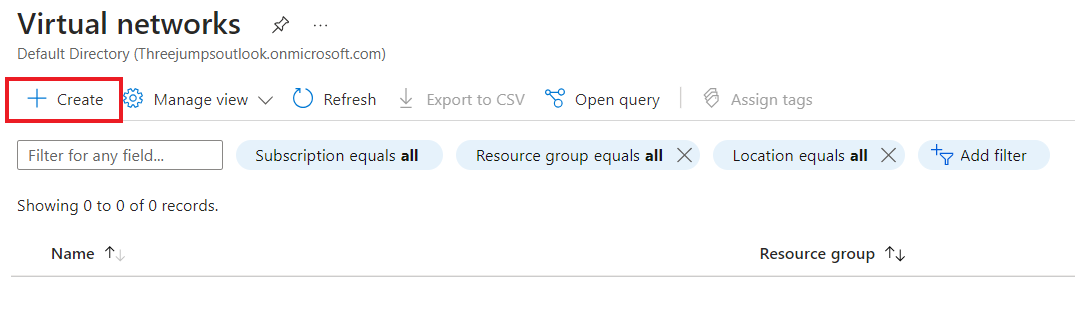 Virtual networks ...
Default Directory (Threejumpsoutlook.onmicrosoft.com)
+ Create Manage view Refresh Export to CSV Open query Assign tags
Filter for any field... Subscription equals all Resource group equals all Location equals all Add filter
Showing 0 to 0 of 0 records.
Name ↑↓ Resource group ↑↓